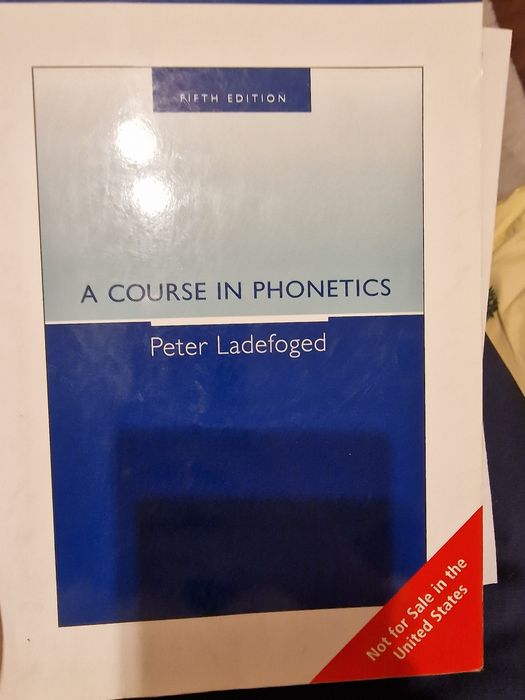 FIFTH EDITION
A COURSE IN PHONETICS
Peter Ladefoged
Not for Sale in the
United States